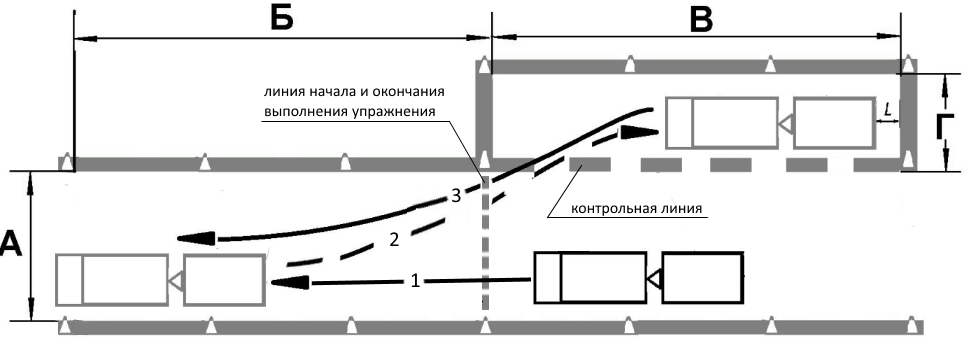 Б
В
линия начала и окончания
выполнения упражнения
L
Г
3
контрольная линия
А
2
1